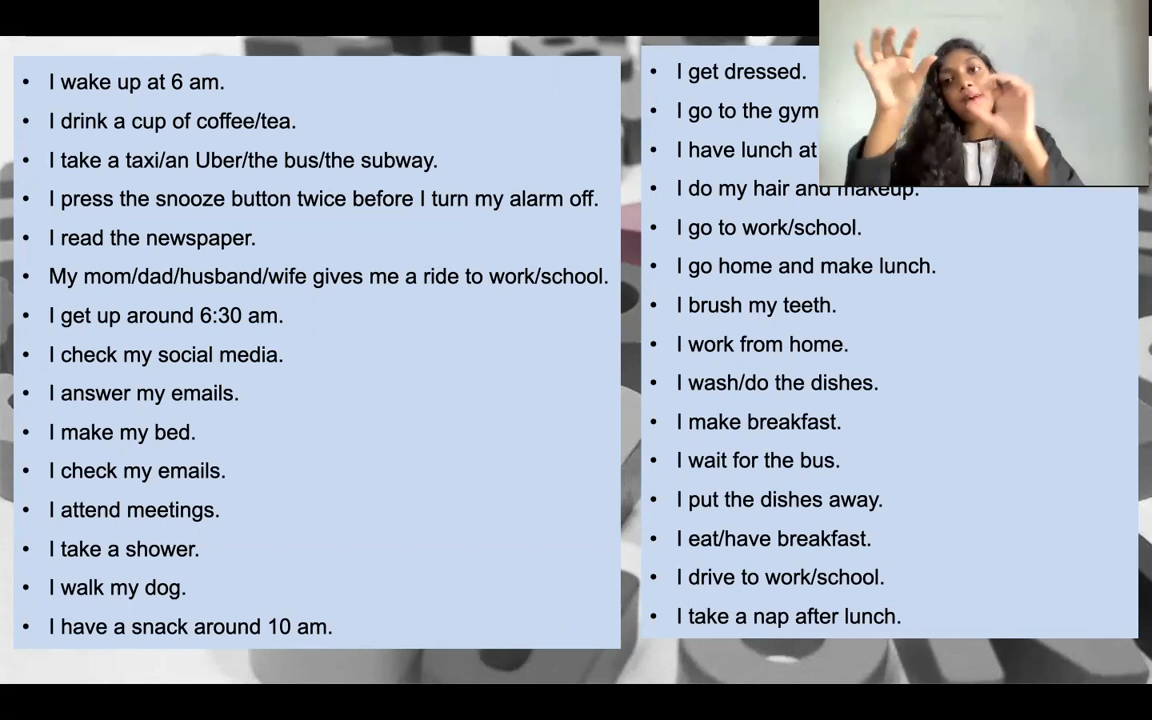 • I wake up at 6 am.
• I drink a cup of coffee/tea.
• I take a taxi/an Uber/the bus/the subway.
• I press the snooze button twice before I turn my alarm off.
• I read the newspaper.
• My mom/dad/husband/wife gives me a ride to work/school.
• I get up around 6:30 am.
• I check my social media.
• I answer my emails.
• I make my bed.
• I check my emails.
• I attend meetings.
• I take a shower.
• I walk my dog.
• I have a snack around 10 am.
• I get dressed.
• I go to the gym
• I have lunch at
• I do my hair and makeup.
• I go to work/school.
• I go home and make lunch.
• I brush my teeth.
• I work from home.
• I wash/do the dishes.
• I make breakfast.
• I wait for the bus.
• I put the dishes away.
• I eat/have breakfast.
• I drive to work/school.
• I take a nap after lunch.